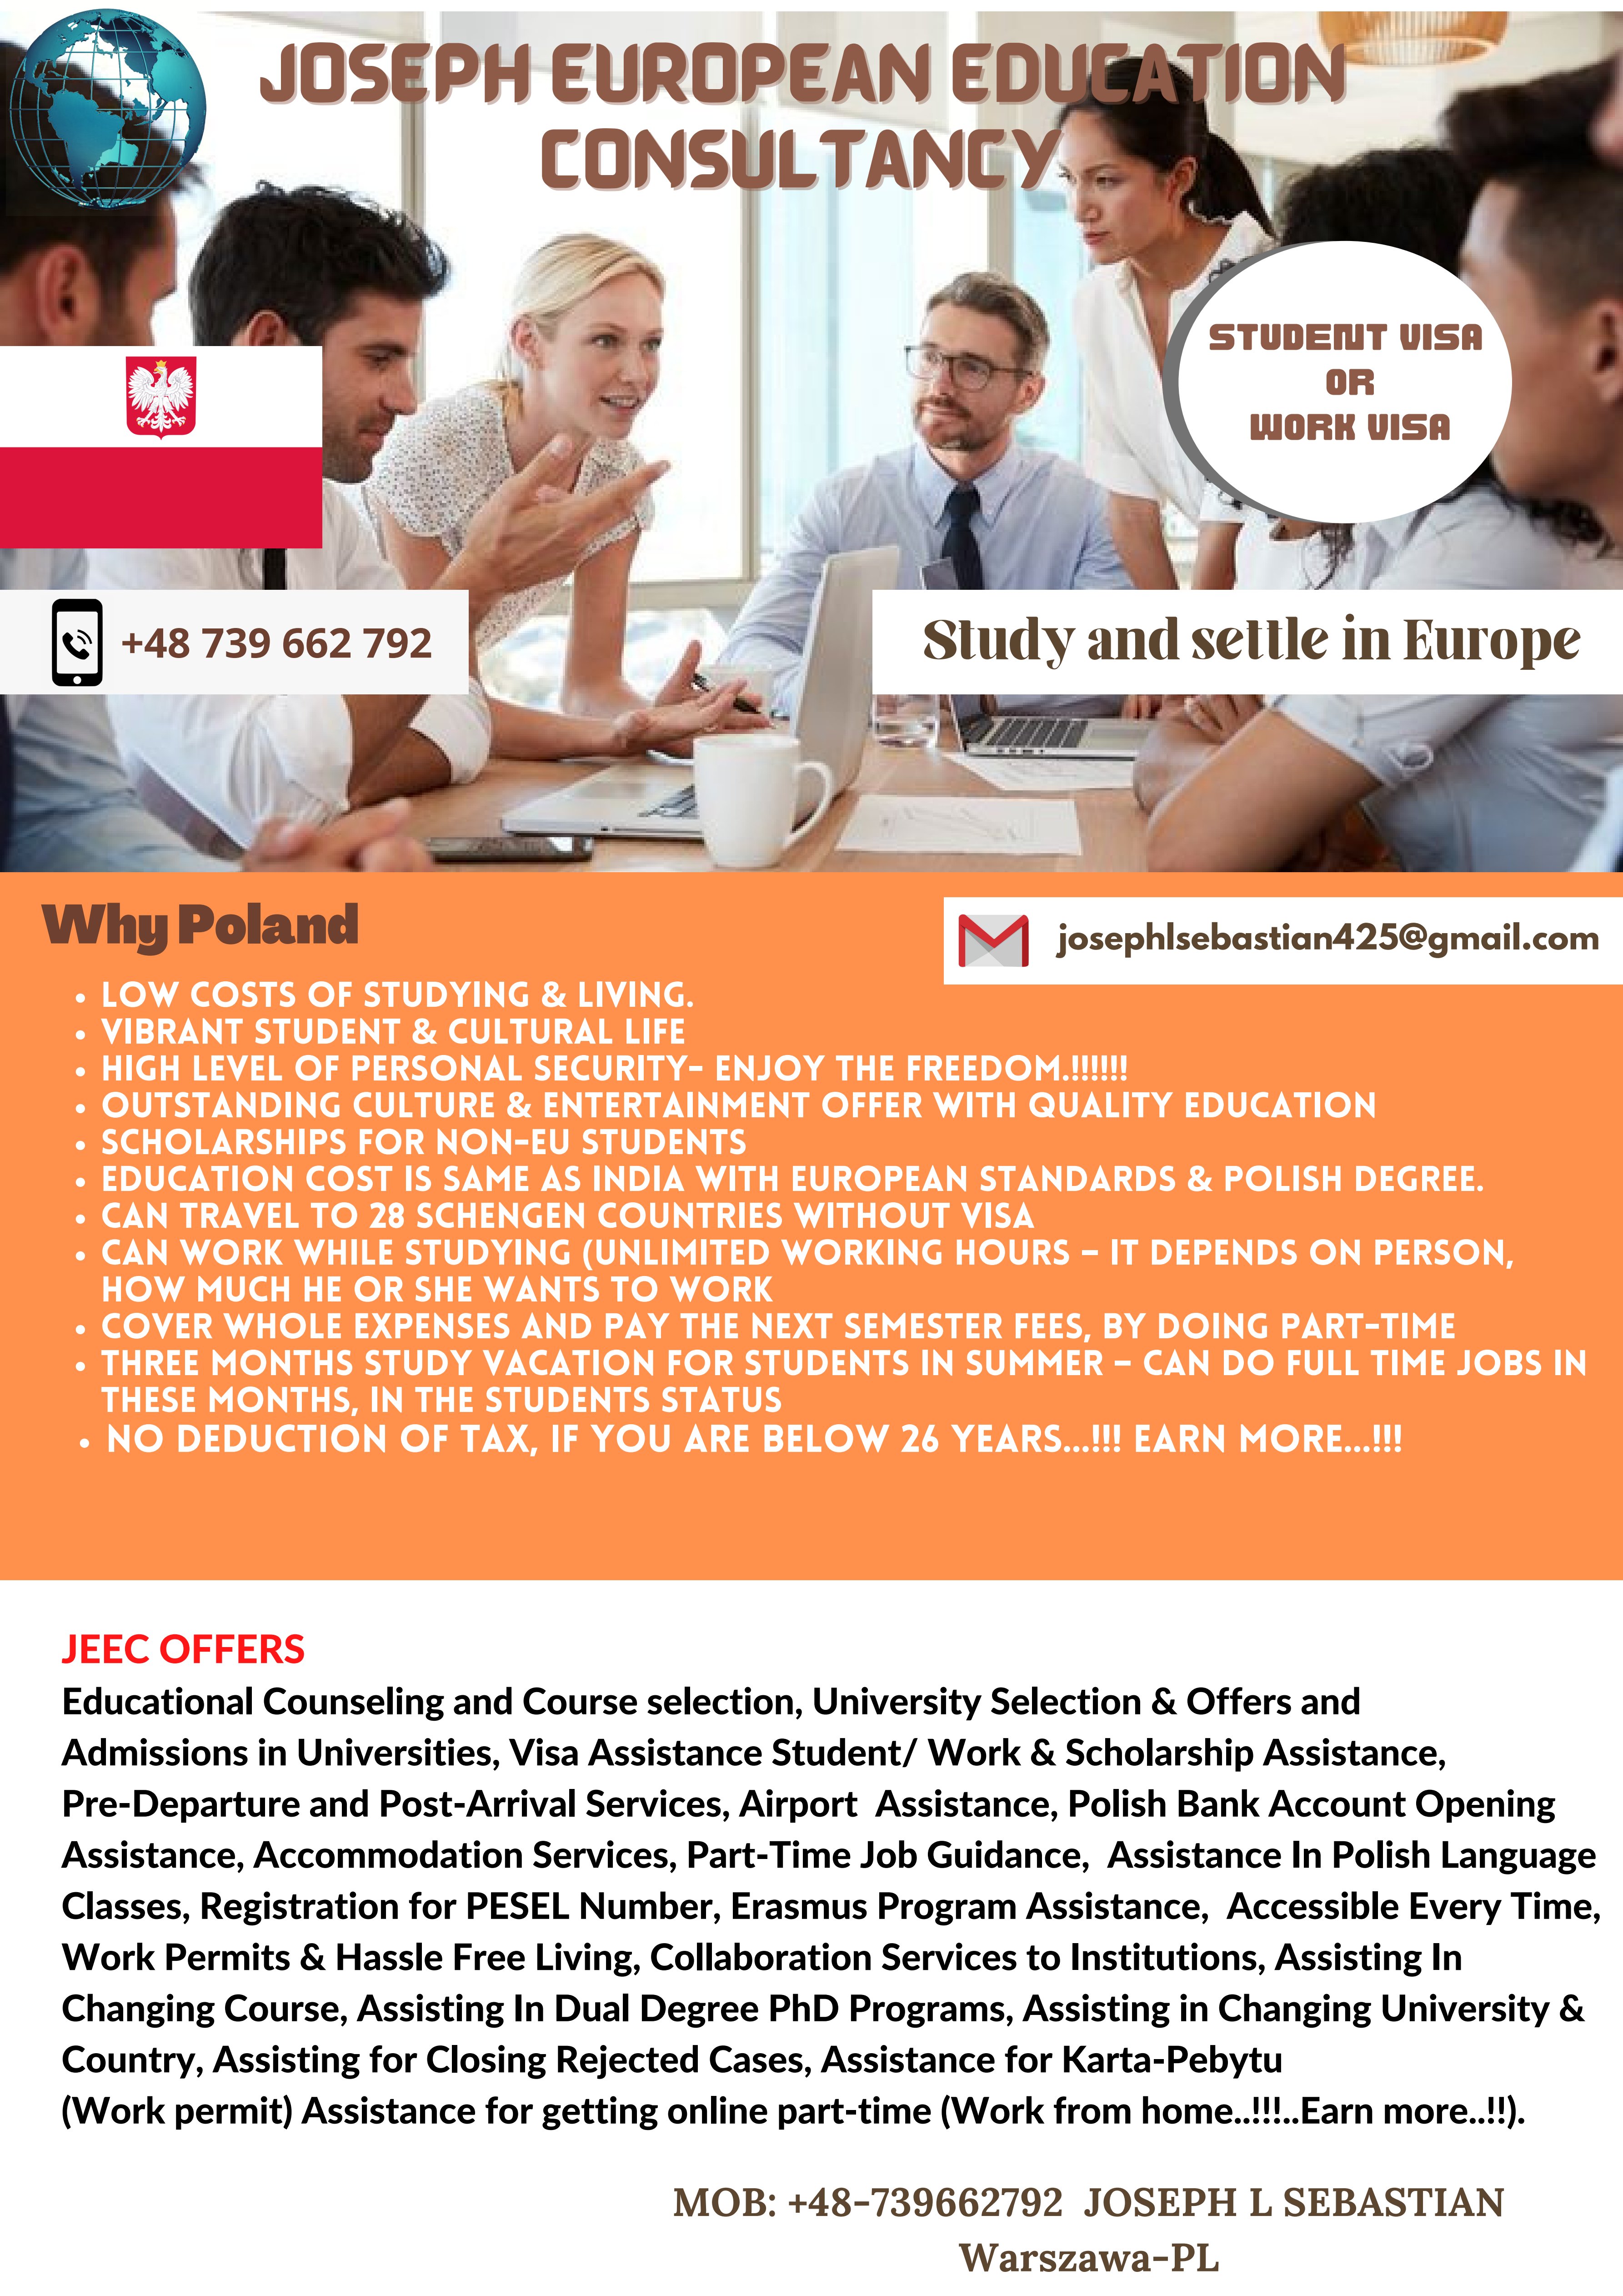 JOSEPH EUROPEAN EDUCATION
CONSULTANCY
STUDENT VISA
OR
WORK VISA
+48 739 662 792
Study and settle in Europe
Why Poland
josephlsebastian425@gmail.com
• LOW COSTS OF STUDYING & LIVING.
• VIBRANT STUDENT & CULTURAL LIFE
• HIGH LEVEL OF PERSONAL SECURITY- ENJOY THE FREEDOM.!!!!!!
• OUTSTANDING CULTURE & ENTERTAINMENT OFFER WITH QUALITY EDUCATION
• SCHOLARSHIPS FOR NON-EU STUDENTS
• EDUCATION COST IS SAME AS INDIA WITH EUROPEAN STANDARDS & POLISH DEGREE.
• CAN TRAVEL TO 28 SCHENGEN COUNTRIES WITHOUT VISA
• CAN WORK WHILE STUDYING (UNLIMITED WORKING HOURS – IT DEPENDS ON PERSON,
HOW MUCH HE OR SHE WANTS TO WORK
• COVER WHOLE EXPENSES AND PAY THE NEXT SEMESTER FEES, BY DOING PART-TIME
• THREE MONTHS STUDY VACATION FOR STUDENTS IN SUMMER – CAN DO FULL TIME JOBS IN
THESE MONTHS, IN THE STUDENTS STATUS
• NO DEDUCTION OF TAX, IF YOU ARE BELOW 26 YEARS...!!! EARN MORE...!!!
JEEC OFFERS
Educational Counseling and Course selection, University Selection & Offers and
Admissions in Universities, Visa Assistance Student/ Work & Scholarship Assistance,
Pre-Departure and Post-Arrival Services, Airport  Assistance, Polish Bank Account Opening
Assistance, Accommodation Services, Part-Time Job Guidance,  Assistance In Polish Language
Classes, Registration for PESEL Number, Erasmus Program Assistance,  Accessible Every Time,
Work Permits & Hassle Free Living, Collaboration Services to Institutions, Assisting In
Changing Course, Assisting In Dual Degree PhD Programs, Assisting in Changing University &
Country, Assisting for Closing Rejected Cases, Assistance for Karta-Pebytu
(Work permit) Assistance for getting online part-time (Work from home..!!!..Earn more..!!).
MOB: +48-739662792  JOSEPH L SEBASTIAN
Warszawa-PL